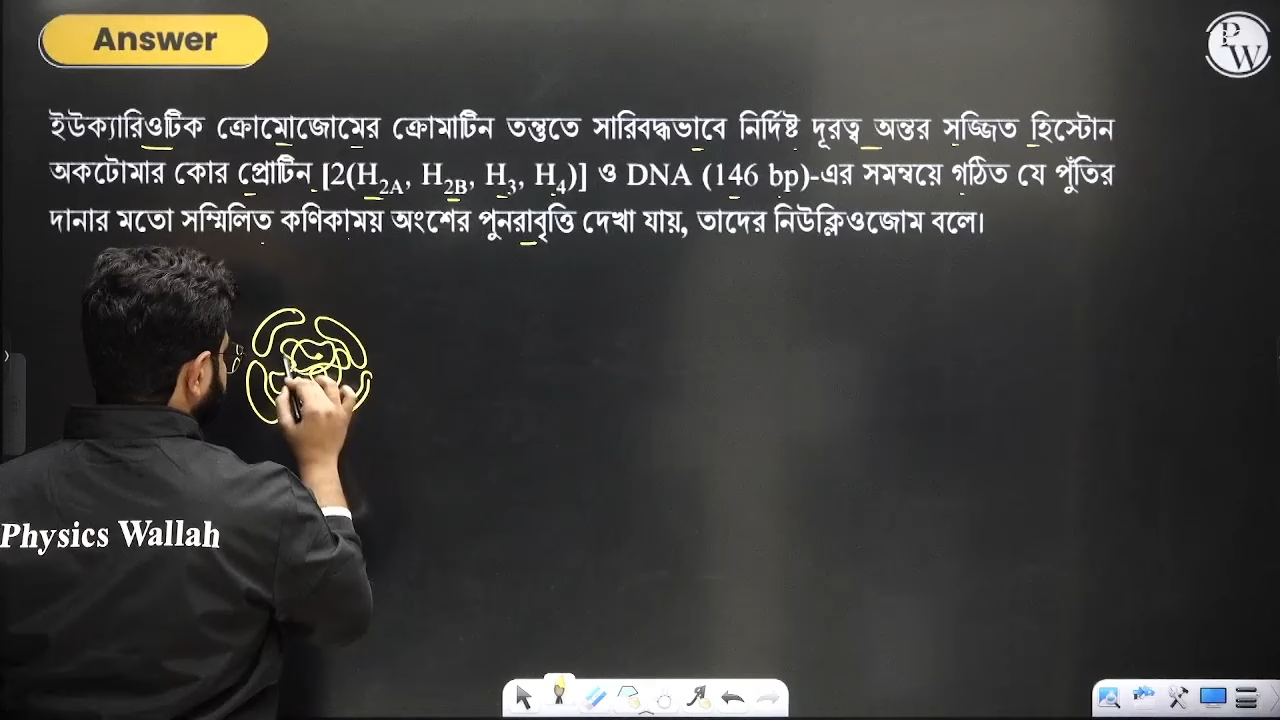 Answer
PW
ইউক্যারিওটিক ক্রোমোজোমের ক্রোমাটিন তন্তুতে সারিবদ্ধভাবে নির্দিষ্ট দূরত্ব অন্তর সজ্জিত হিস্টোন
অকটোমার কোর প্রোটিন [2(H2A, H2B, H3, H4)] ও DNA (146 bp)-এর সমন্বয়ে গঠিত যে পুঁতির
দানার মতো সম্মিলিত কণিকাময় অংশের পুনরাবৃত্তি দেখা যায়, তাদের নিউক্লিওজোম বলে।
Physics Wallah